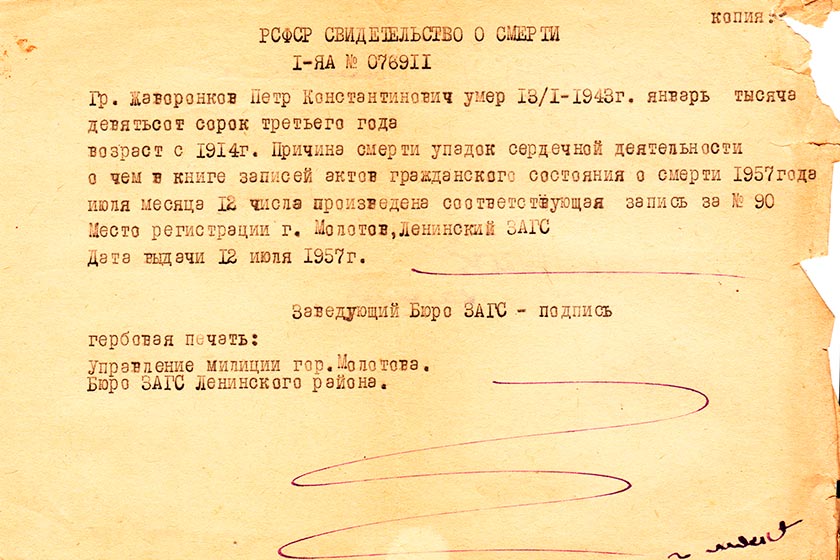 копия:
РСФСР СВИДЕТЕЛЬСТВО О СМЕРТИ
I-ЯА № 076911
Гр. Жаворонков Петр Константинович умер 13/I-1943г. январь тысяча
девятьсот сорок третьего года
возраст с 1914г. Причина смерти упадок сердечной деятельности
о чем в книге записей актов гражданского состояния о смерти 1957года
июля месяца 12 числа произведена соответствующая запись за № 90
Место регистрации г. Молотов,Ленинский ЗАГС
Дата выдачи 12 июля 1957г.
Заведующий Бюро ЗАГС - подпись
гербовая печать:
Управление милиции гор.Молотова.
Бюро ЗАГС Ленинского района.